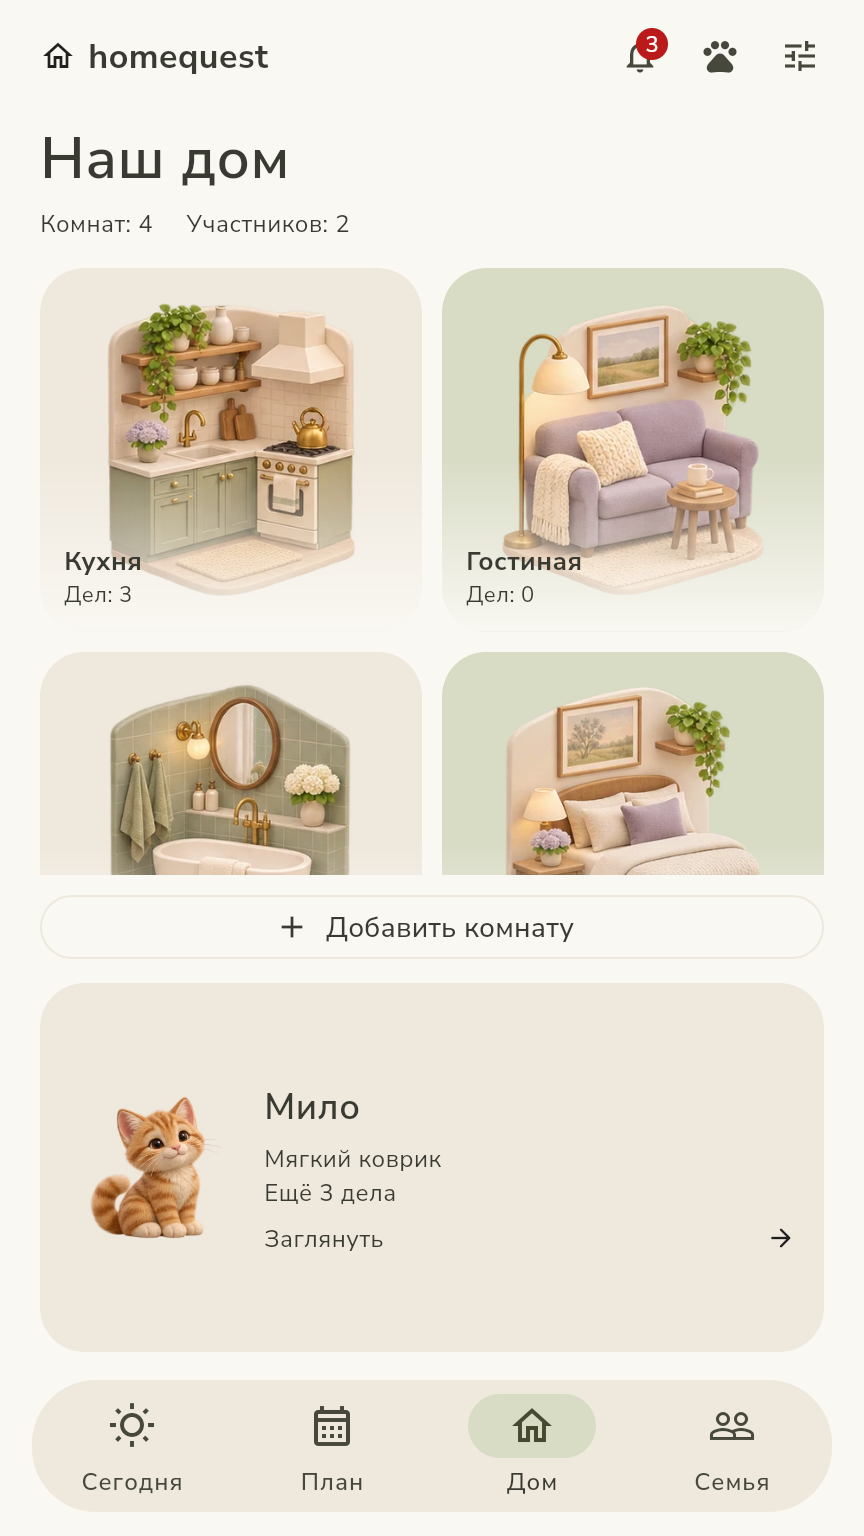 homequest
3
Наш дом
Комнат: 4 Участников: 2
Кухня
Дел: 3
Гостиная
Дел: 0
Добавить комнату
Мило
Мягкий коврик
Ещё 3 дела
Заглянуть
Сегодня
План
Дом
Семья